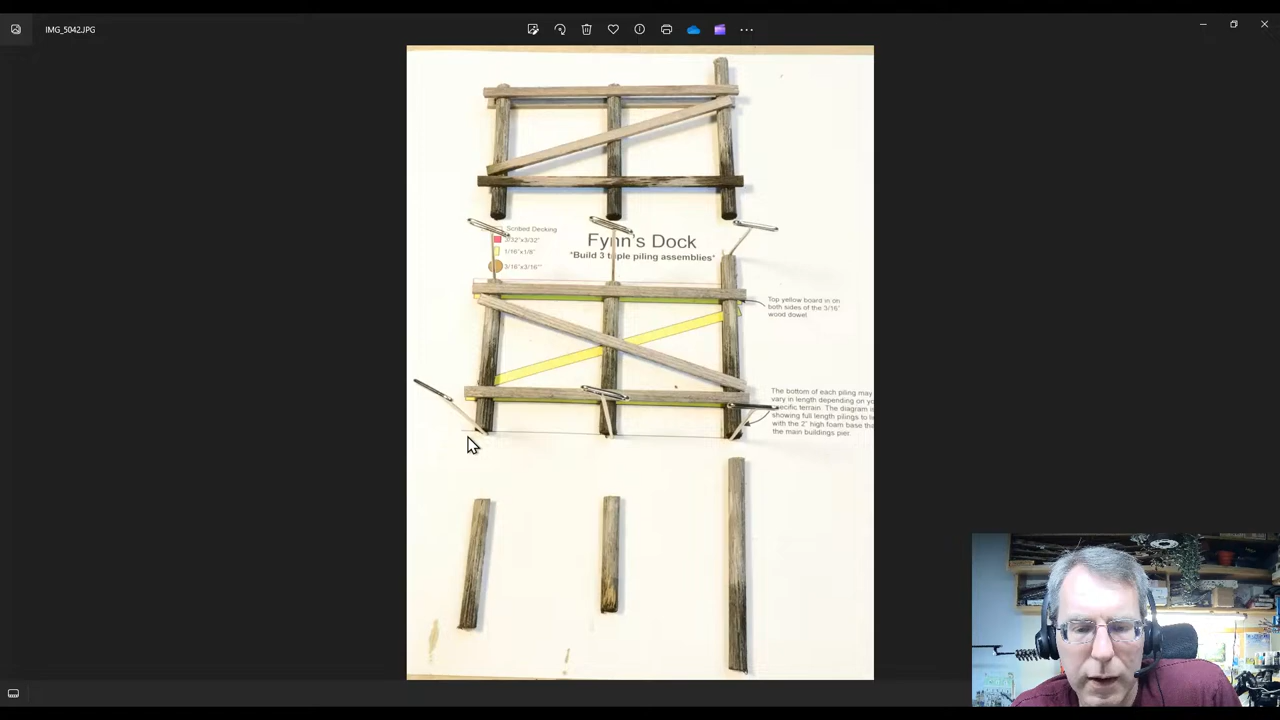 IMG_5042.JPG
Scribed Decking
3/32"x3/32"
1/16"x1/8"
3/16"x3/16"
Fynn's Dock
*Build 3 triple piling assemblies*
Top yellow board in on
both sides of the 3/16"
wood dowel
The bottom of each piling may
vary in length depending on
specific terrain. The diagram is
showing full length pilings to
with the 2" high foam base
the main buildings pier.